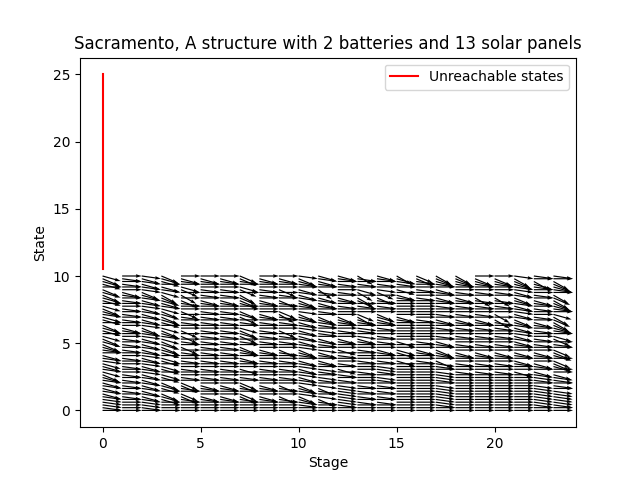 Sacramento, A structure with 2 batteries and 13 solar panels
Unreachable states
25
20
15
10
5
0
State
0
5
10
15
20
Stage